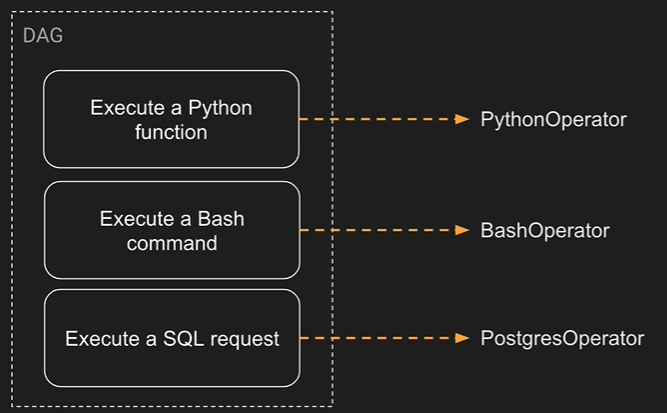 DAG
Execute a Python
function
PythonOperator
Execute a Bash
command
BashOperator
Execute a SQL request
PostgresOperator